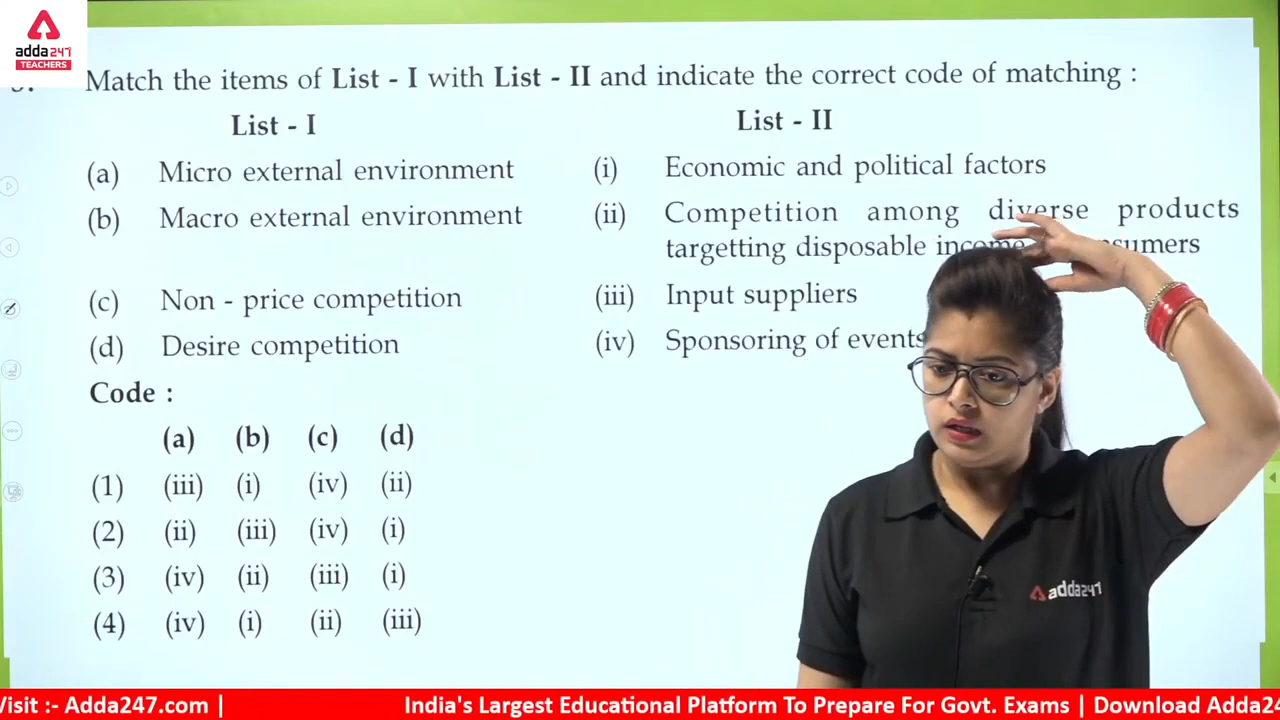 adda247
TEACHERS
Match the items of List - I with List - II and indicate the correct code of matching :
List - I List - II
(a) Micro external environment (i) Economic and political factors
(b) Macro external environment (ii) Competition among diverse products
targetting disposable income
(c) Non - price competition (iii) Input suppliers
(d) Desire competition (iv) Sponsoring of events
Code :
(a) (b) (c) (d)
(1) (iii) (i) (iv) (ii)
(2) (ii) (iii) (iv) (i)
(3) (iv) (ii) (iii) (i)
(4) (iv) (i) (ii) (iii)
adda247
Visit :- Adda247.com | India's Largest Educational Platform To Prepare For Govt. Exams | Download